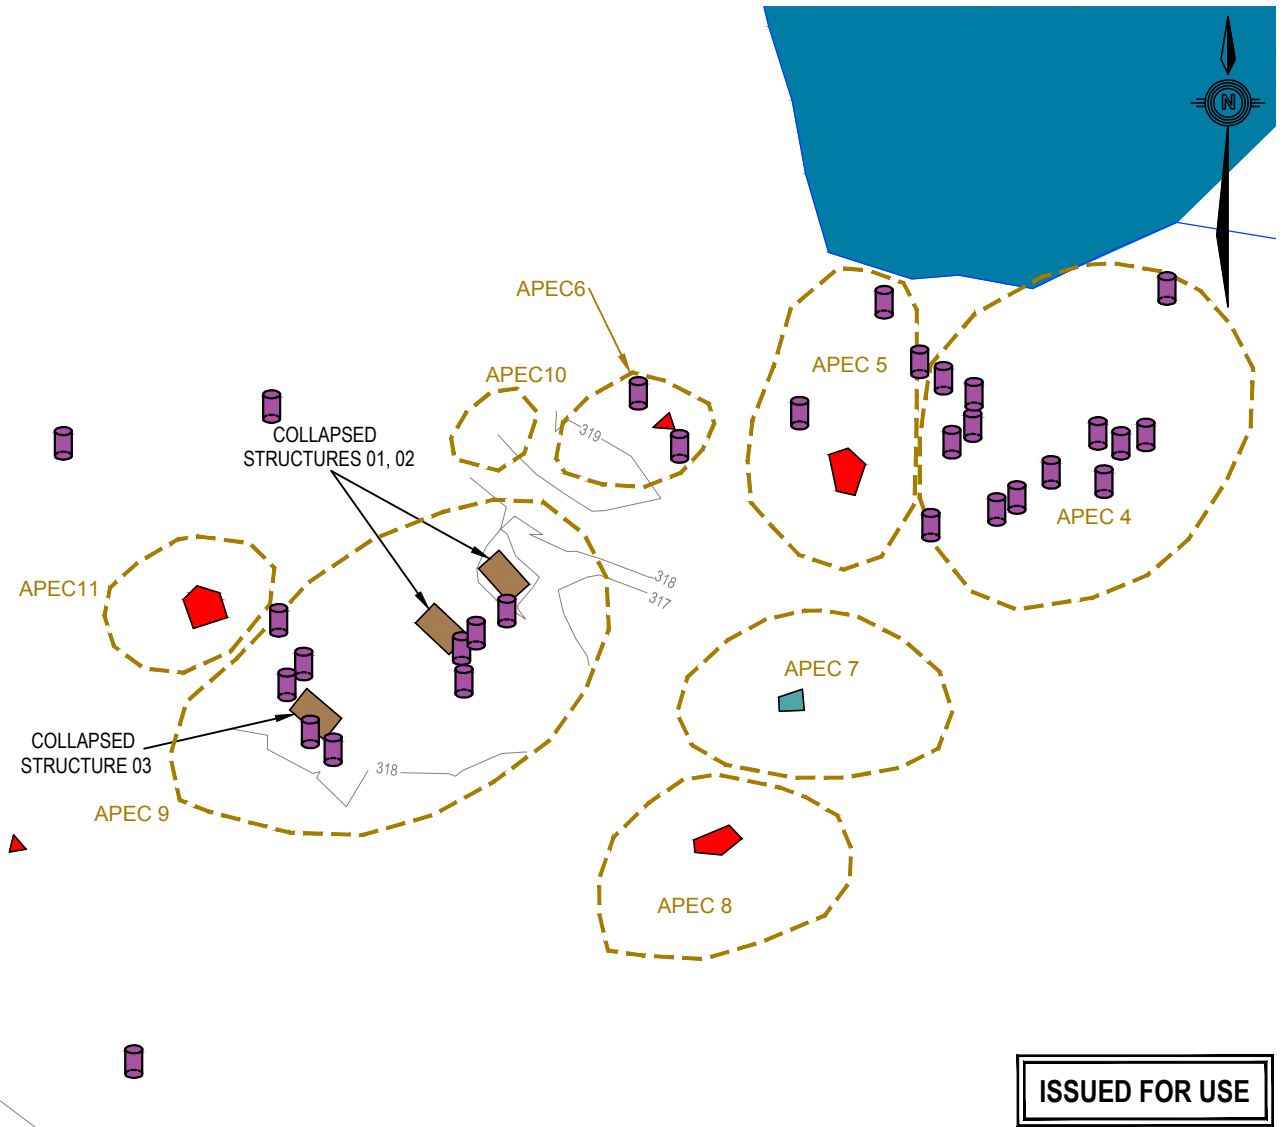 N
APEC6
APEC 5
APEC10
319
COLLAPSED
STRUCTURES 01, 02
APEC 4
318
317
APEC11
APEC 7
COLLAPSED
STRUCTURE 03
318
APEC 9
APEC 8
ISSUED FOR USE